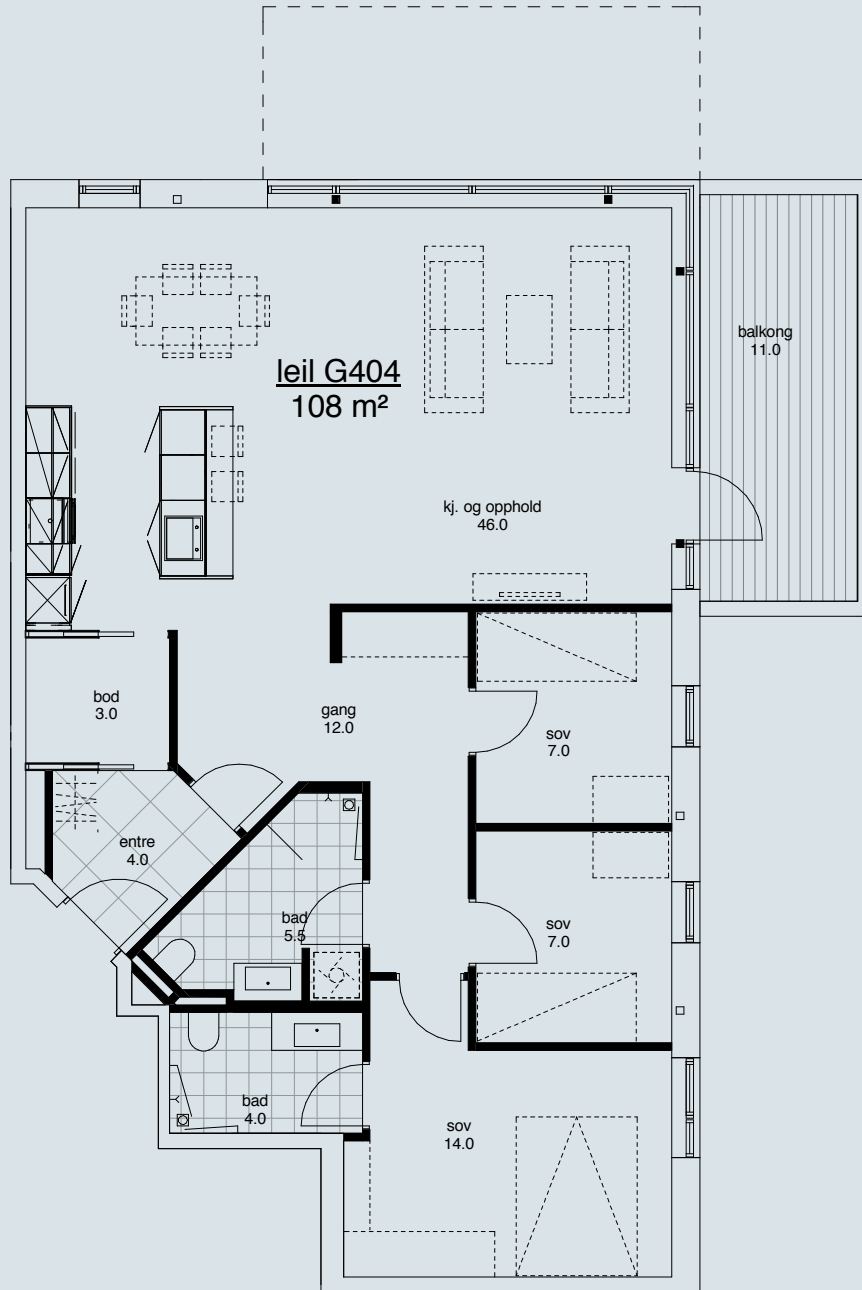 balkong
11.0
leil G404
108 m²
kj. og opphold
46.0
bod
3.0
gang
12.0
sov
7.0
entre
4.0
bad
5.5
sov
7.0
bad
4.0
sov
14.0